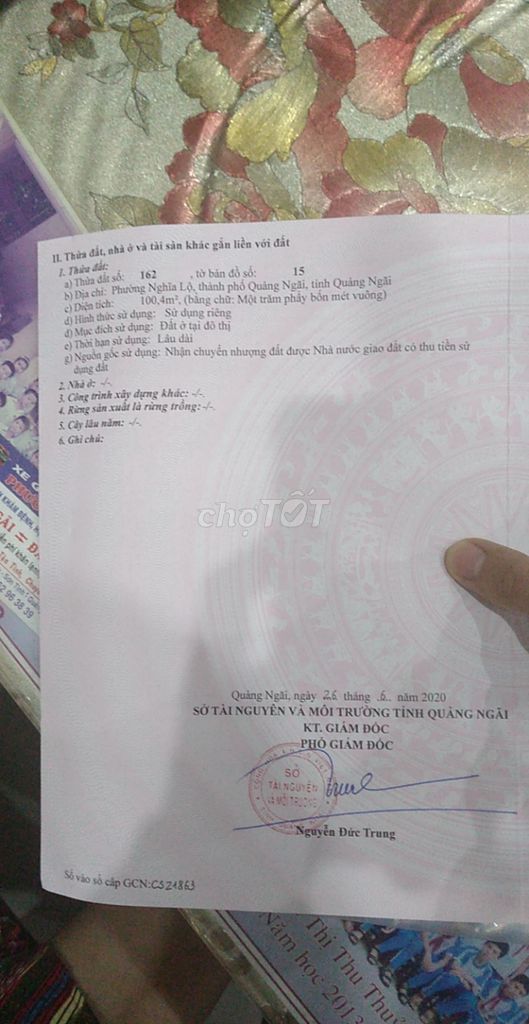 II. Thửa đất, nhà ở và tài sản khác gắn liền với đất
1. Thửa đất:
a) Thửa đất số: 162 , tờ bản đồ số: 15
b) Địa chỉ: Phường Nghĩa Lộ, thành phố Quảng Ngãi, tỉnh Quảng Ngãi
c) Diện tích: 100,4m², (bằng chữ: Một trăm phẩy bốn mét vuông)
d) Hình thức sử dụng: Sử dụng riêng
đ) Mục đích sử dụng: Đất ở tại đô thị
e) Thời hạn sử dụng: Lâu dài
g) Nguồn gốc sử dụng: Nhận chuyển nhượng đất được Nhà nước giao đất có thu tiền sử
dụng đất
2. Nhà ở: -/-.
3. Công trình xây dựng khác: -/-.
4. Rừng sản xuất là rừng trồng:-/-.
5. Cây lâu năm: -/-.
6. Ghi chú:
chợTỐT
Quảng Ngãi, ngày 26 tháng .6.. năm 2020
SỞ TÀI NGUYÊN VÀ MÔI TRƯỜNG TỈNH QUẢNG NGÃI
KT. GIÁM ĐỐC
PHÓ GIÁM ĐỐC
SỞ
TÀI NGUYÊN
VÀ MÔI TRƯỜNG
Nguyễn Đức Trung
Số vào sổ cấp GCN:CS21863
XE
KHÁM BỆNH,
Thi Thu Thu
Năm học 2013